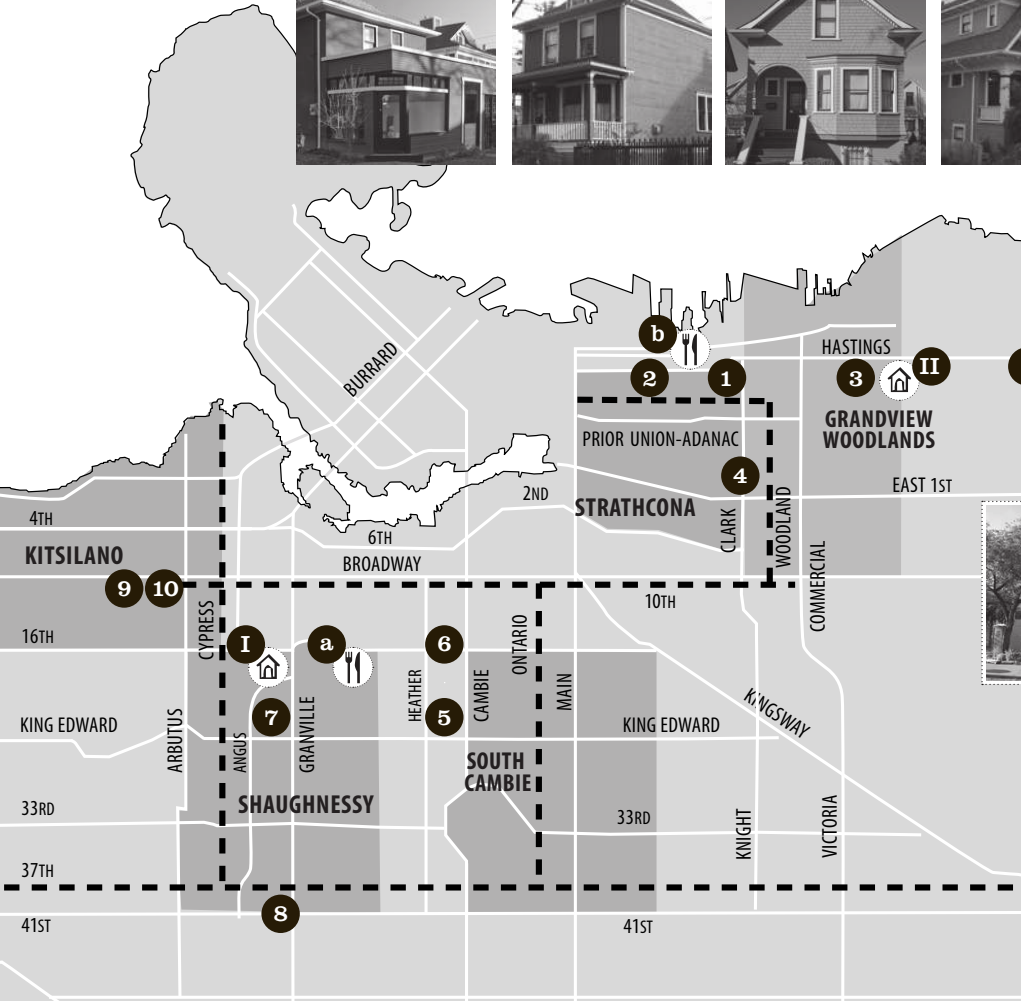 BURRARD
b
HASTINGS
2
1
3
II
GRANDVIEW
WOODLANDS
PRIOR UNION-ADANAC
4
EAST 1ST
2ND
STRATHCONA
CLARK
WOODLAND
4TH
6TH
KITSILANO
BROADWAY
9
10
10TH
COMMERCIAL
16TH
CYPRESS
I
a
6
ONTARIO
HEATHER
CAMBIE
MAIN
7
5
KING EDWARD
ARBUTUS
ANGUS
GRANVILLE
KING EDWARD
KINGSWAY
SOUTH
CAMBIE
SHAUGHNESSY
33RD
33RD
KNIGHT
VICTORIA
37TH
8
41ST
41ST